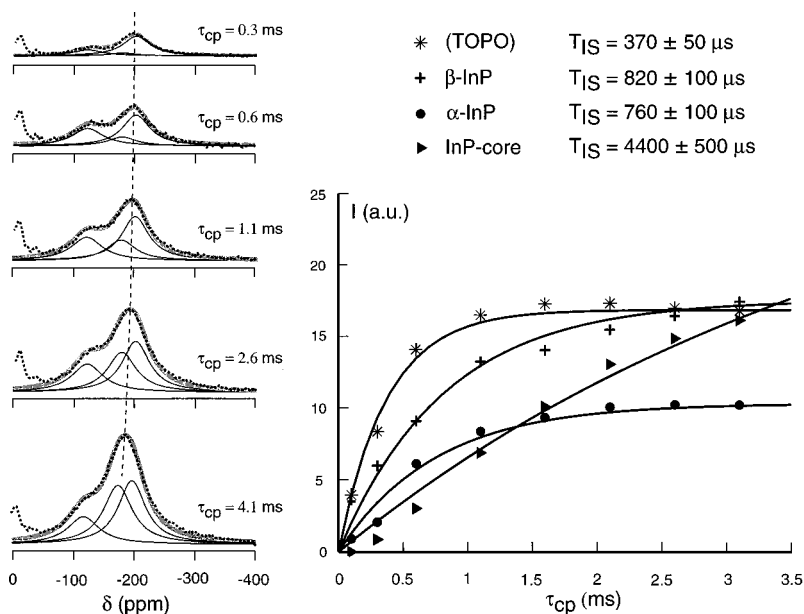 τcp = 0.3 ms
τcp = 0.6 ms
τcp = 1.1 ms
τcp = 2.6 ms
τcp = 4.1 ms
0 -100 -200 -300 -400
δ (ppm)
(TOPO) TIS = 370 ± 50 μs
β-InP TIS = 820 ± 100 μs
α-InP TIS = 760 ± 100 μs
InP-core TIS = 4400 ± 500 μs
I (a.u.)
25
20
15
10
5
0
0 0.5 1.0 1.5 2.0 2.5 3.0 3.5
τcp (ms)